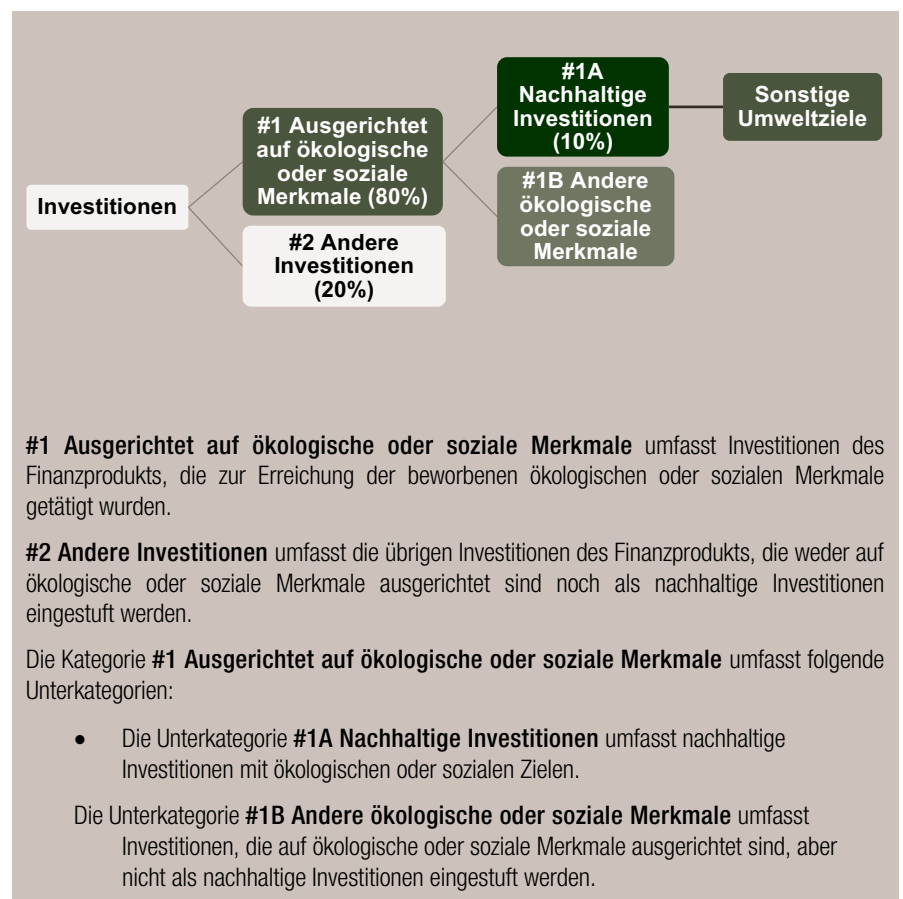 Investitionen
#1 Ausgerichtet
auf ökologische
oder soziale
Merkmale (80%)
#2 Andere
Investitionen
(20%)
#1A
Nachhaltige
Investitionen
(10%)
#1B Andere
ökologische
oder soziale
Merkmale
Sonstige
Umweltziele
#1 Ausgerichtet auf ökologische oder soziale Merkmale umfasst Investitionen des
Finanzprodukts, die zur Erreichung der beworbenen ökologischen oder sozialen Merkmale
getätigt wurden.
#2 Andere Investitionen umfasst die übrigen Investitionen des Finanzprodukts, die weder auf
ökologische oder soziale Merkmale ausgerichtet sind noch als nachhaltige Investitionen
eingestuft werden.
Die Kategorie #1 Ausgerichtet auf ökologische oder soziale Merkmale umfasst folgende
Unterkategorien:
• Die Unterkategorie #1A Nachhaltige Investitionen umfasst nachhaltige
Investitionen mit ökologischen oder sozialen Zielen.
Die Unterkategorie #1B Andere ökologische oder soziale Merkmale umfasst
Investitionen, die auf ökologische oder soziale Merkmale ausgerichtet sind, aber
nicht als nachhaltige Investitionen eingestuft werden.